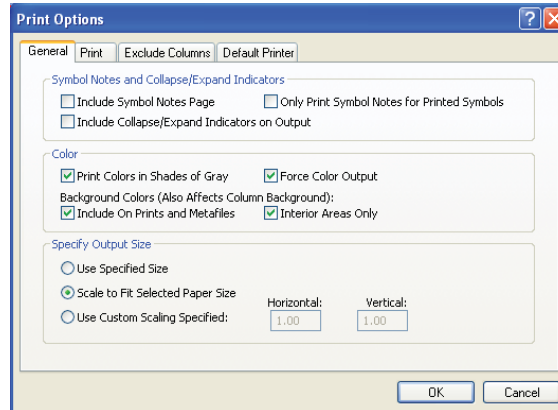 Print Options
General Print Exclude Columns Default Printer
Symbol Notes and Collapse/Expand Indicators
Include Symbol Notes Page Only Print Symbol Notes for Printed Symbols
Include Collapse/Expand Indicators on Output
Color
Print Colors in Shades of Gray Force Color Output
Background Colors (Also Affects Column Background):
Include On Prints and Metafiles Interior Areas Only
Specify Output Size
Use Specified Size
Scale to Fit Selected Paper Size
Horizontal: Vertical:
Use Custom Scaling Specified: 1.00 1.00
OK Cancel